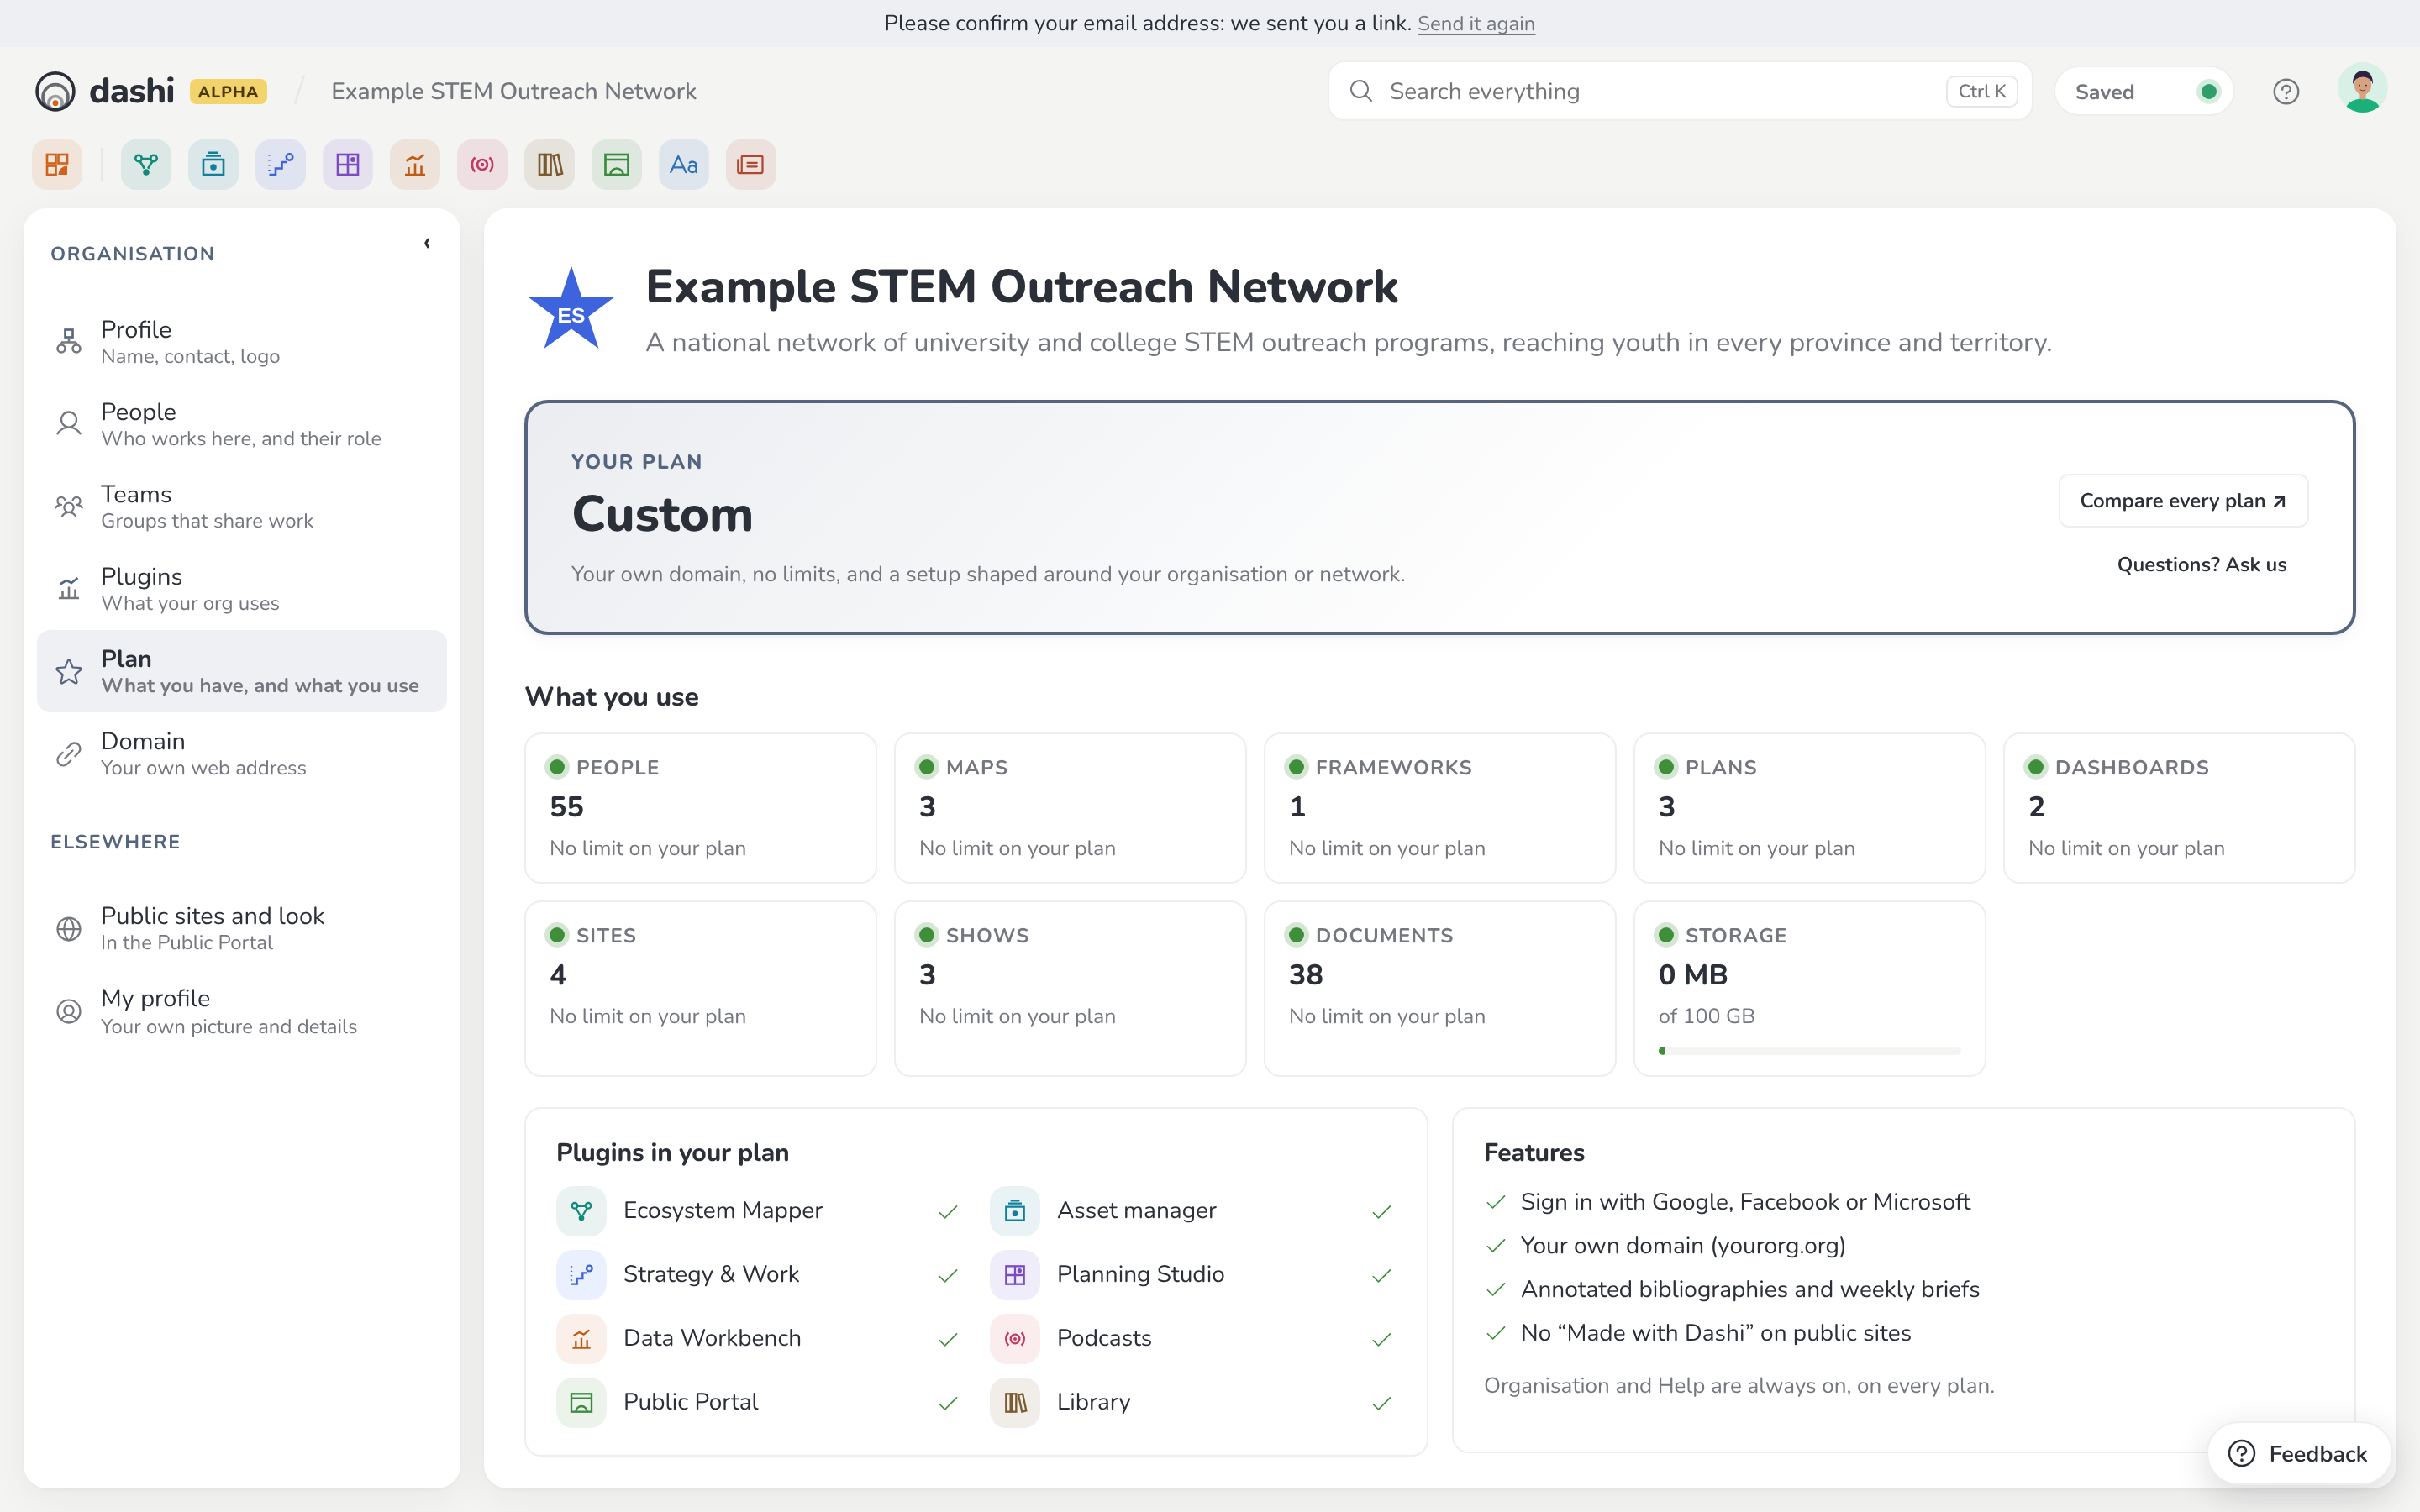 Please confirm your email address: we sent you a link. Send it again
dashi ALPHA / Example STEM Outreach Network
Search everything Ctrl K
Saved
Aa
ORGANISATION
Profile
Name, contact, logo
People
Who works here, and their role
Teams
Groups that share work
Plugins
What your org uses
Plan
What you have, and what you use
Domain
Your own web address
ELSEWHERE
Public sites and look
In the Public Portal
My profile
Your own picture and details
ES
Example STEM Outreach Network
A national network of university and college STEM outreach programs, reaching youth in every province and territory.
YOUR PLAN
Custom
Your own domain, no limits, and a setup shaped around your organisation or network.
Compare every plan
Questions? Ask us
What you use
PEOPLE
55
No limit on your plan
MAPS
3
No limit on your plan
FRAMEWORKS
1
No limit on your plan
PLANS
3
No limit on your plan
DASHBOARDS
2
No limit on your plan
SITES
4
No limit on your plan
SHOWS
3
No limit on your plan
DOCUMENTS
38
No limit on your plan
STORAGE
0 MB
of 100 GB
Plugins in your plan
Ecosystem Mapper
Asset manager
Strategy & Work
Planning Studio
Data Workbench
Podcasts
Public Portal
Library
Features
Sign in with Google, Facebook or Microsoft
Your own domain (yourorg.org)
Annotated bibliographies and weekly briefs
No “Made with Dashi” on public sites
Organisation and Help are always on, on every plan.
Feedback